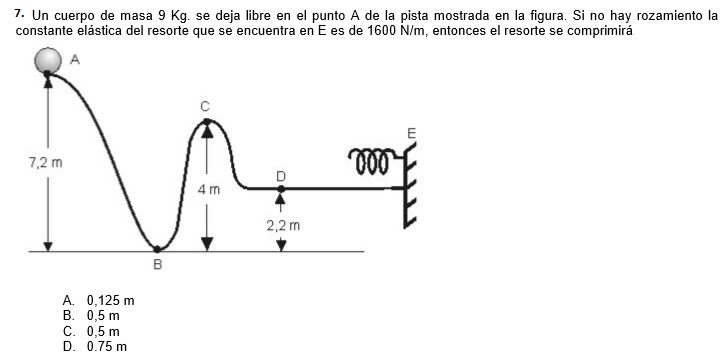 7. Un cuerpo de masa 9 Kg. se deja libre en el punto A de la pista mostrada en la figura. Si no hay rozamiento la
constante elástica del resorte que se encuentra en E es de 1600 N/m, entonces el resorte se comprimirá
A
C
E
7,2 m
D
4 m
2,2 m
B
A. 0,125 m
B. 0,5 m
C. 0,5 m
D. 0.75 m